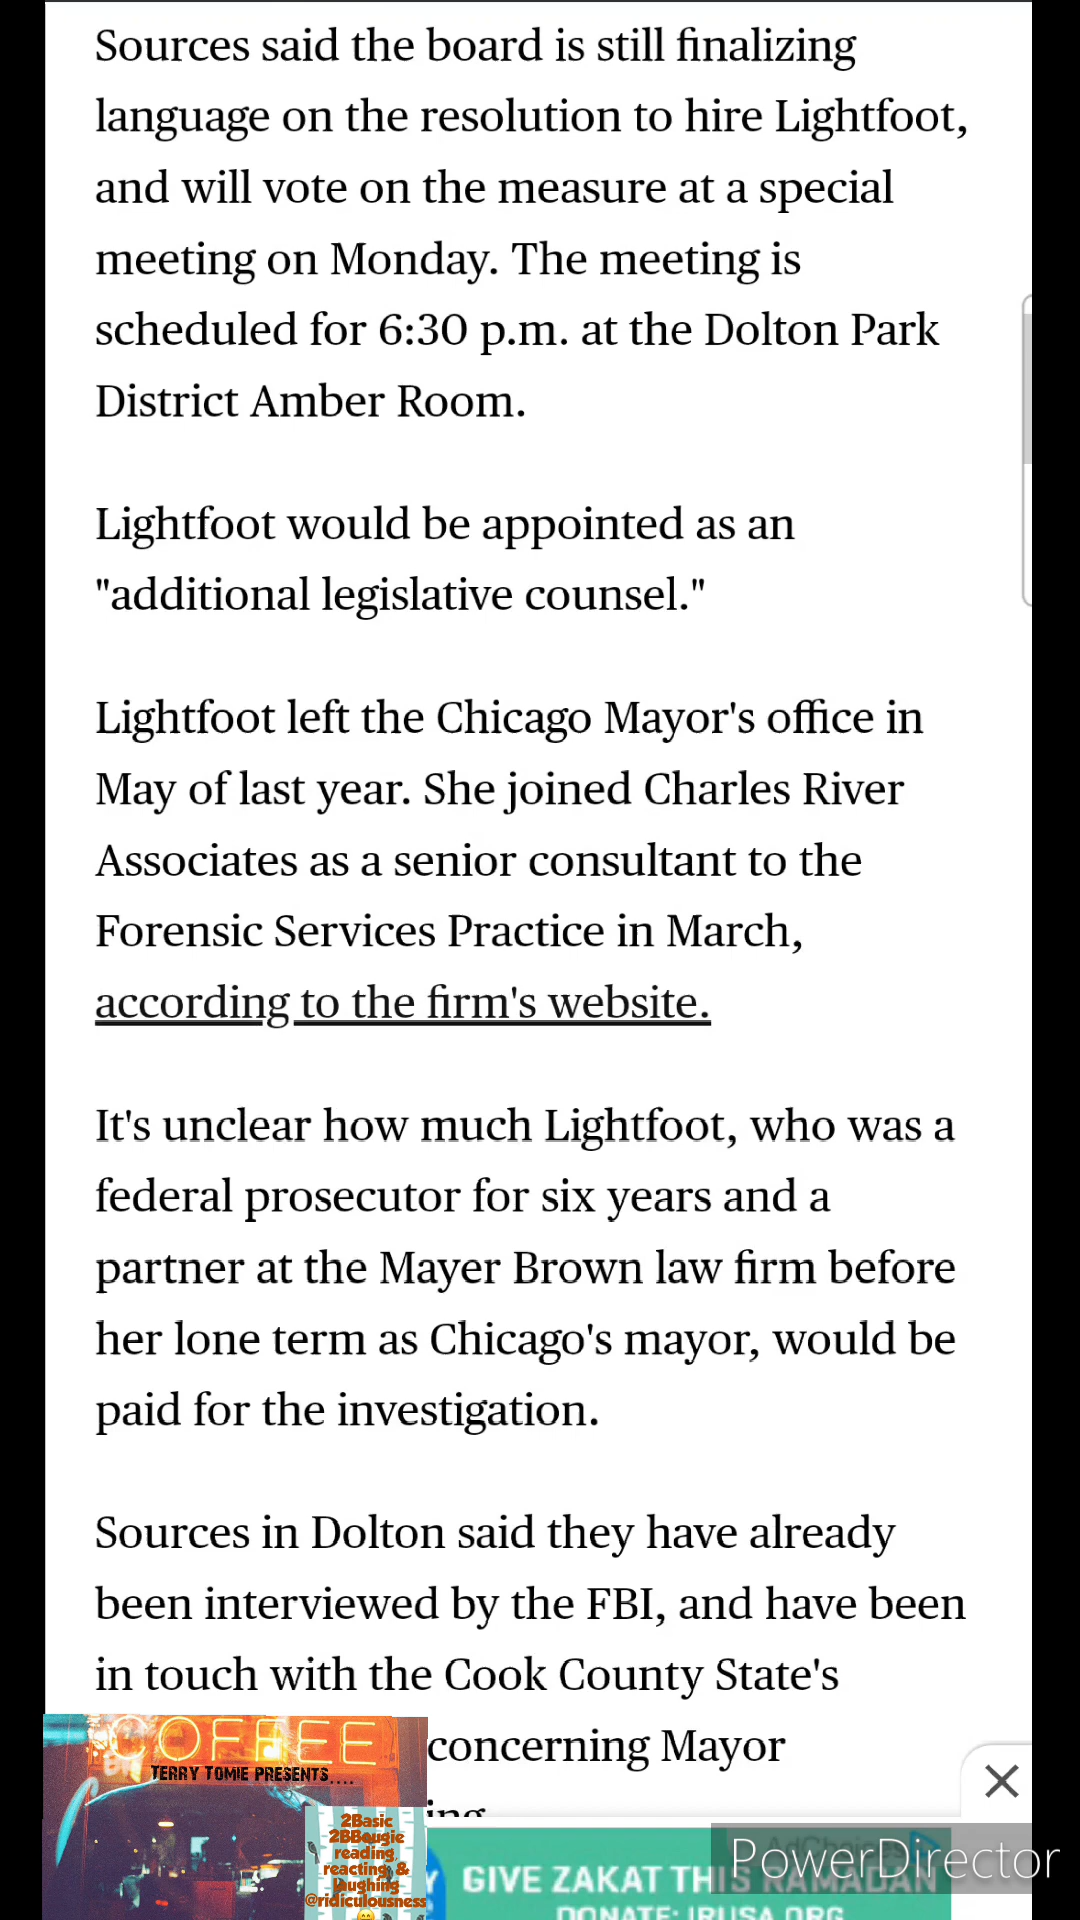 Sources said the board is still finalizing
language on the resolution to hire Lightfoot,
and will vote on the measure at a special
meeting on Monday. The meeting is
scheduled for 6:30 p.m. at the Dolton Park
District Amber Room.
Lightfoot would be appointed as an
"additional legislative counsel."
Lightfoot left the Chicago Mayor's office in
May of last year. She joined Charles River
Associates as a senior consultant to the
Forensic Services Practice in March,
according to the firm's website.
It's unclear how much Lightfoot, who was a
federal prosecutor for six years and a
partner at the Mayer Brown law firm before
her lone term as Chicago's mayor, would be
paid for the investigation.
Sources in Dolton said they have already
been interviewed by the FBI, and have been
in touch with the Cook County State's
concerning Mayor
COFFEE
TERRY TOMIE PRESENTS....
2Basic
2BBougie
reading,
reacting, &
laughing
@ridiculousness
AdChoices
PowerDirector
GIVE ZAKAT THIS RAMADAN
DONATE: IRUSA.ORG